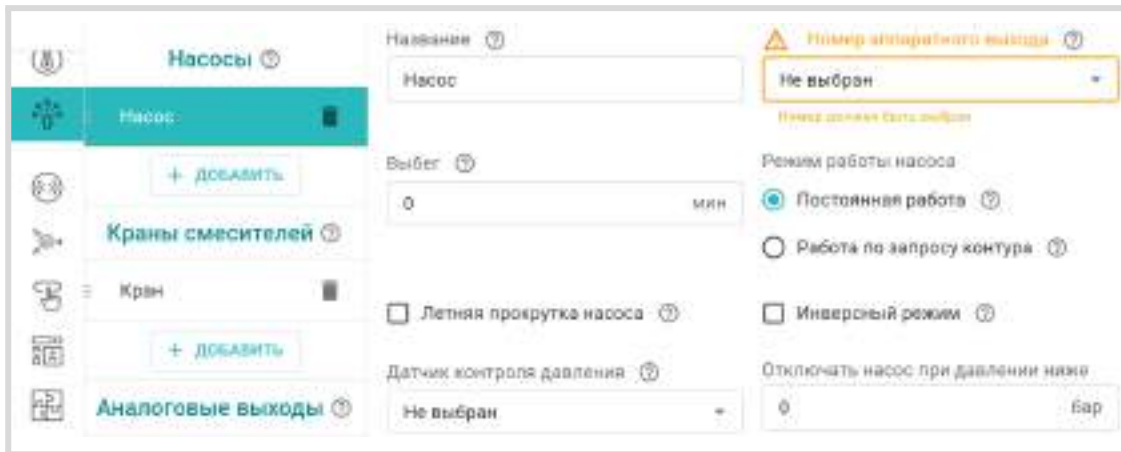 Насосы
Насос
+ ДОБАВИТЬ
Краны смесителей
Кран
+ ДОБАВИТЬ
Аналоговые выходы
Название
Насос
Номер аппаратного выхода
Не выбран
Номер должен быть выбран
Выбег
0 мин
Режим работы насоса
Постоянная работа
Работа по запросу контура
Летняя прокрутка насоса
Инверсный режим
Датчик контроля давления
Не выбран
Отключать насос при давлении ниже
0 бар